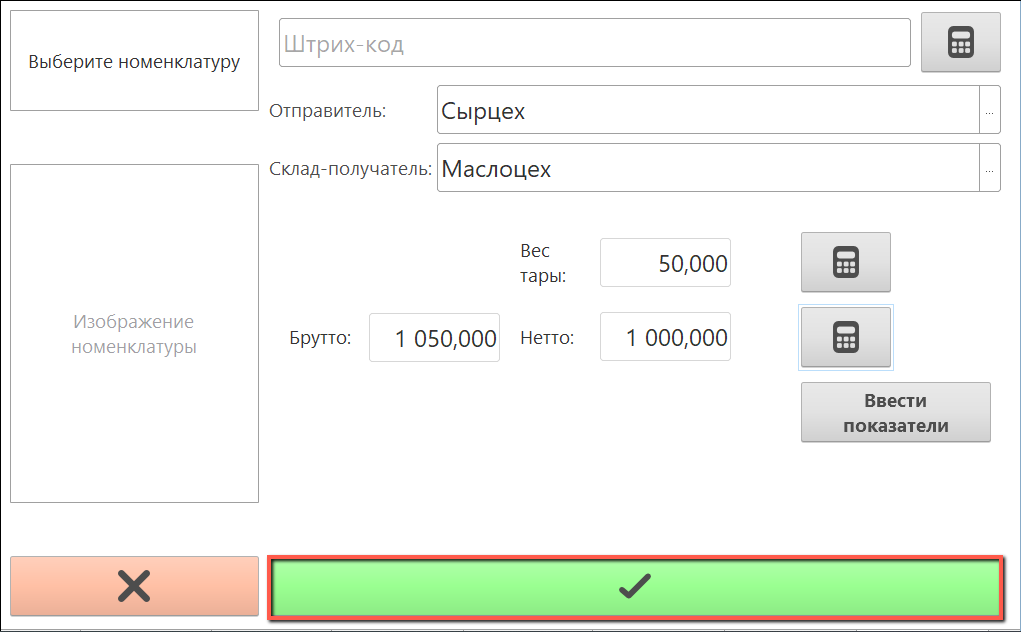 Выберите номенклатуру
Штрих-код
Отправитель:
Сырцех
...
Склад-получатель:
Маслоцех
...
Вес
тары:
50,000
Брутто:
1 050,000
Нетто:
1 000,000
Изображение
номенклатуры
Ввести
показатели